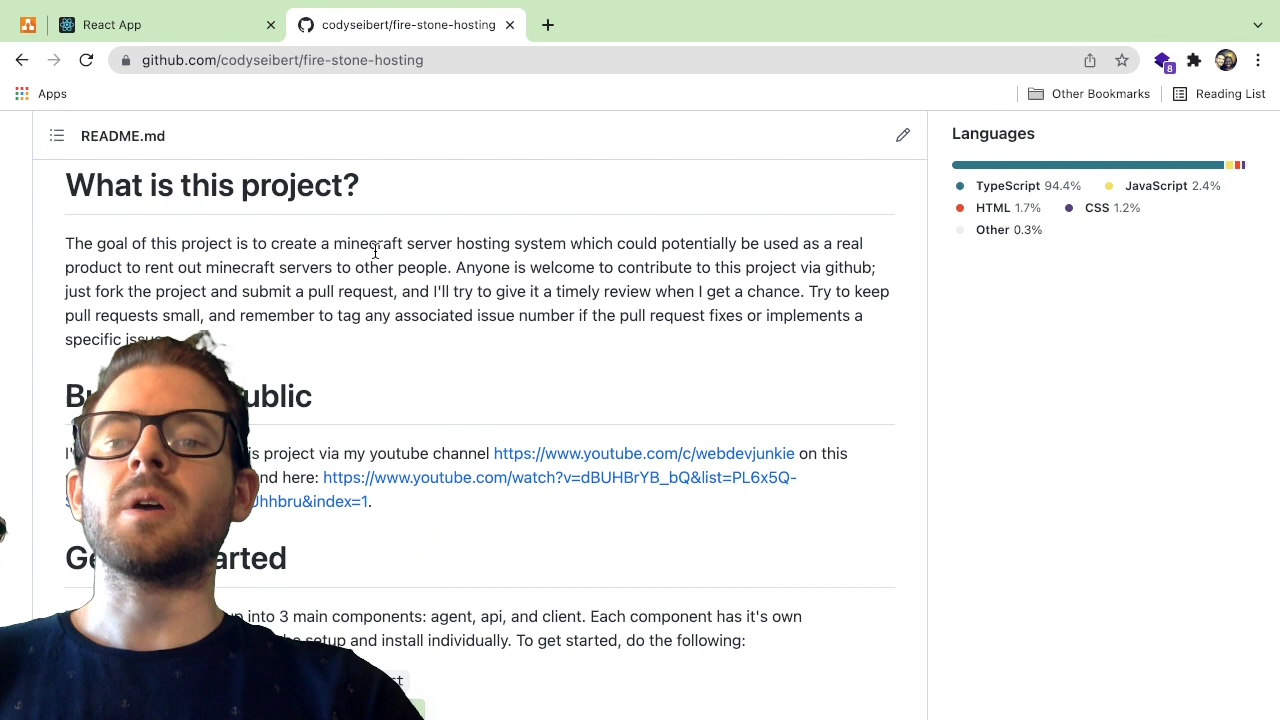 React App
codyseibert/fire-stone-hosting
github.com/codyseibert/fire-stone-hosting
8
Apps
Other Bookmarks
Reading List
README.md
What is this project?
The goal of this project is to create a minecraft server hosting system which could potentially be used as a real
product to rent out minecraft servers to other people. Anyone is welcome to contribute to this project via github;
just fork the project and submit a pull request, and I'll try to give it a timely review when I get a chance. Try to keep
pull requests small, and remember to tag any associated issue number if the pull request fixes or implements a
specific
ublic
is project via my youtube channel https://www.youtube.com/c/webdevjunkie on this
nd here: https://www.youtube.com/watch?v=dBUHBrYB_bQ&list=PL6x5Q-
Uhhbru&index=1.
arted
into 3 main components: agent, api, and client. Each component has it's own
setup and install individually. To get started, do the following:
Languages
TypeScript 94.4%
JavaScript 2.4%
HTML 1.7%
CSS 1.2%
Other 0.3%